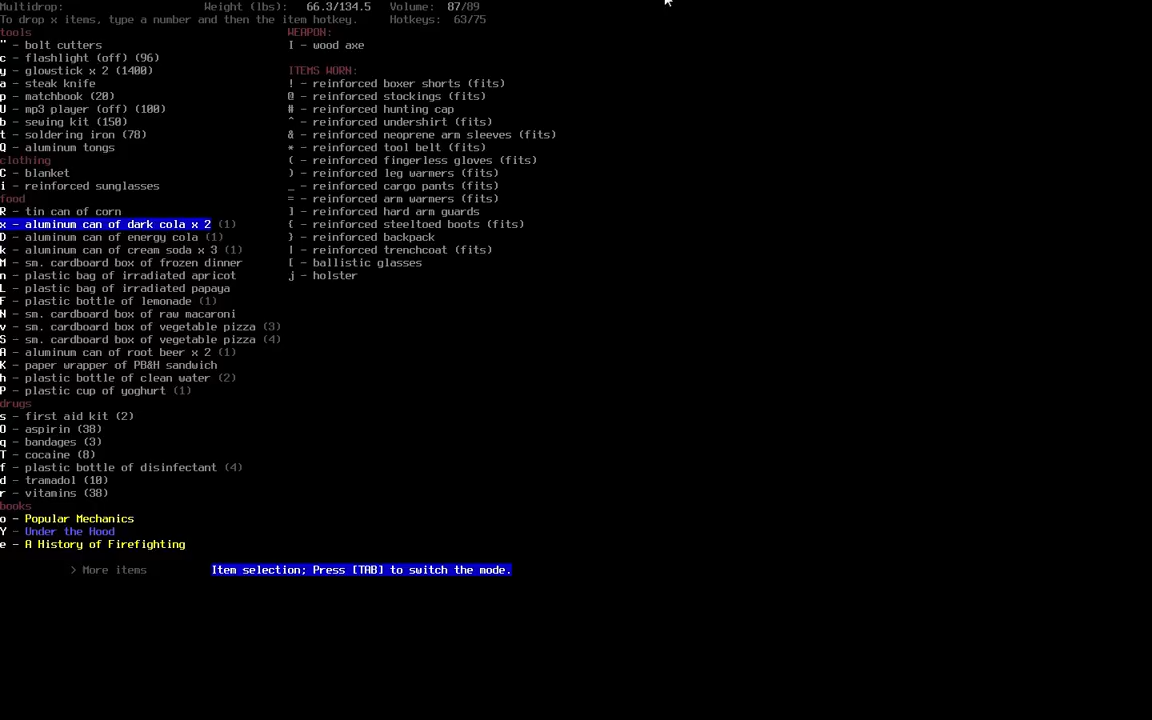 Multidrop: Weight (lbs): 66.3/134.5 Volume: 87/89
To drop x items, type a number and then the item hotkey. Hotkeys: 63/75
tools
" - bolt cutters
c - flashlight (off) (96)
y - glowstick x 2 (1400)
a - steak knife
p - matchbook (20)
U - mp3 player (off) (100)
b - sewing kit (150)
t - soldering iron (78)
Q - aluminum tongs
clothing
C - blanket
i - reinforced sunglasses
food
R - tin can of corn
x - aluminum can of dark cola x 2 (1)
D - aluminum can of energy cola (1)
k - aluminum can of cream soda x 3 (1)
M - sm. cardboard box of frozen dinner
n - plastic bag of irradiated apricot
L - plastic bag of irradiated papaya
F - plastic bottle of lemonade (1)
N - sm. cardboard box of raw macaroni
v - sm. cardboard box of vegetable pizza (3)
S - sm. cardboard box of vegetable pizza (4)
A - aluminum can of root beer x 2 (1)
K - paper wrapper of PB&H sandwich
h - plastic bottle of clean water (2)
P - plastic cup of yoghurt (1)
drugs
s - first aid kit (2)
O - aspirin (38)
q - bandages (3)
T - cocaine (8)
f - plastic bottle of disinfectant (4)
d - tramadol (10)
r - vitamins (38)
books
o - Popular Mechanics
Y - Under the Hood
e - A History of Firefighting
> More items
Item selection; Press [TAB] to switch the mode.
WEAPON:
I - wood axe
ITEMS WORN:
! - reinforced boxer shorts (fits)
@ - reinforced stockings (fits)
# - reinforced hunting cap
^ - reinforced undershirt (fits)
& - reinforced neoprene arm sleeves (fits)
* - reinforced tool belt (fits)
( - reinforced fingerless gloves (fits)
) - reinforced leg warmers (fits)
_ - reinforced cargo pants (fits)
= - reinforced arm warmers (fits)
] - reinforced hard arm guards
{ - reinforced steeltoed boots (fits)
} - reinforced backpack
| - reinforced trenchcoat (fits)
[ - ballistic glasses
j - holster